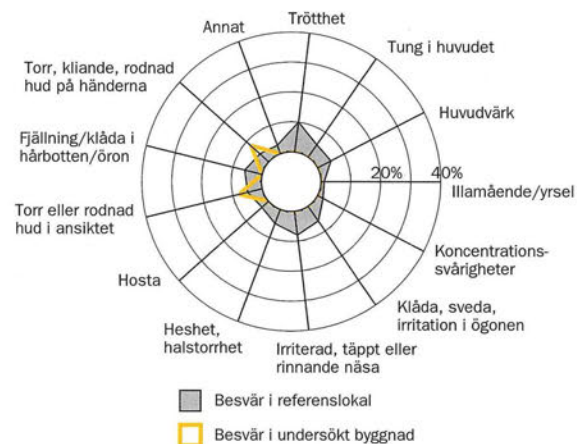 Trötthet
Annat
Tung i huvudet
Torr, kliande, rodnad
hud på händerna
Huvudvärk
Fjällning/klåda i
hårbotten/öron
20%
40%
Illamående/yrsel
Torr eller rodnad
hud i ansiktet
Koncentrations-
svårigheter
Hosta
Klåda, sveda,
irritation i ögonen
Heshet,
halstorrhet
Irriterad, täppt eller
rinnande näsa
Besvär i referenslokal
Besvär i undersökt byggnad